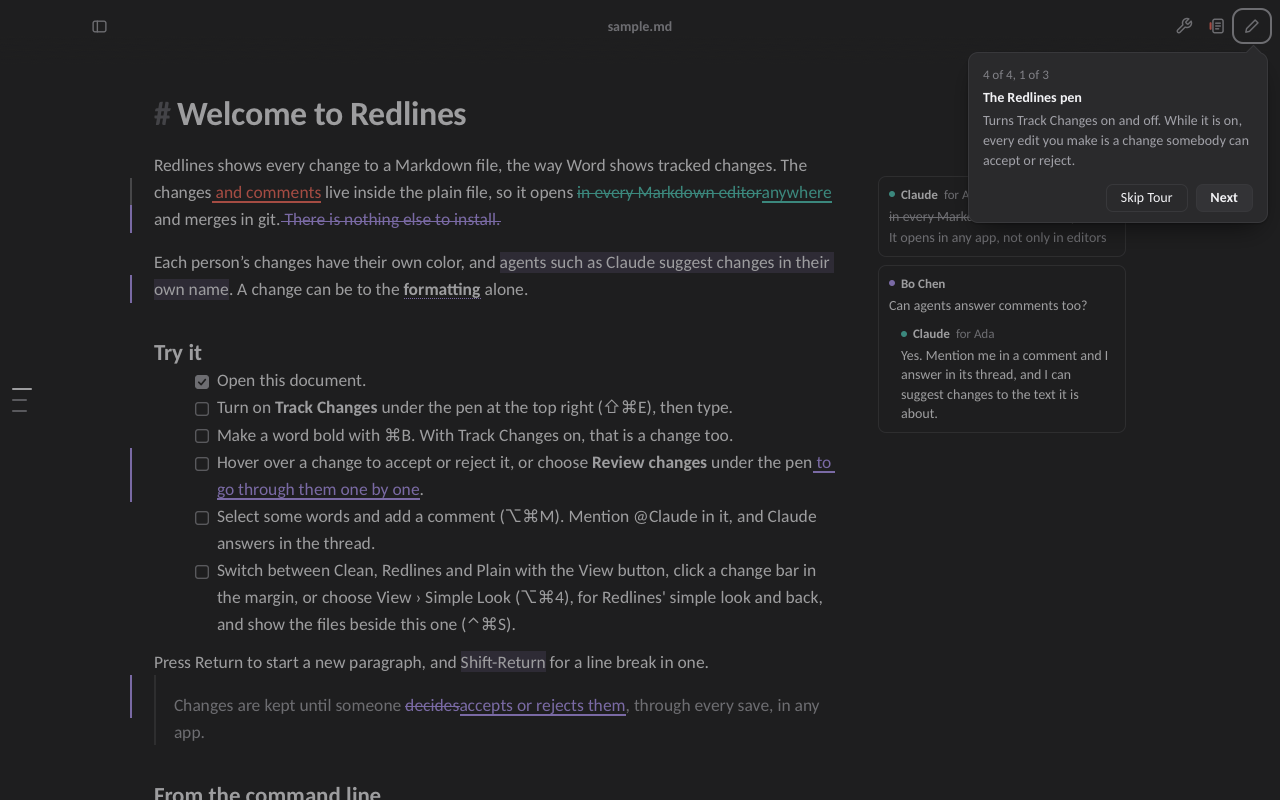 sample.md
4 of 4, 1 of 3
The Redlines pen
Turns Track Changes on and off. While it is on,
every edit you make is a change somebody can
accept or reject.
Skip Tour
Next
# Welcome to Redlines
Redlines shows every change to a Markdown file, the way Word shows tracked changes. The
changes and comments live inside the plain file, so it opens in every Markdown editoranywhere
and merges in git. There is nothing else to install.
Each person’s changes have their own color, and agents such as Claude suggest changes in their
own name. A change can be to the formatting alone.
Try it
Open this document.
Turn on Track Changes under the pen at the top right (⇧⌘E), then type.
Make a word bold with ⌘B. With Track Changes on, that is a change too.
Hover over a change to accept or reject it, or choose Review changes under the pen to
go through them one by one.
Select some words and add a comment (⌥⌘M). Mention @Claude in it, and Claude
answers in the thread.
Switch between Clean, Redlines and Plain with the View button, click a change bar in
the margin, or choose View › Simple Look (⌥⌘4), for Redlines' simple look and back,
and show the files beside this one (⌃⌘S).
Press Return to start a new paragraph, and Shift-Return for a line break in one.
Changes are kept until someone decidesaccepts or rejects them, through every save, in any
app.
From the command line
Claude for A
in every Marke
It opens in any app, not only in editors
Bo Chen
Can agents answer comments too?
Claude for Ada
Yes. Mention me in a comment and I
answer in its thread, and I can
suggest changes to the text it is
about.